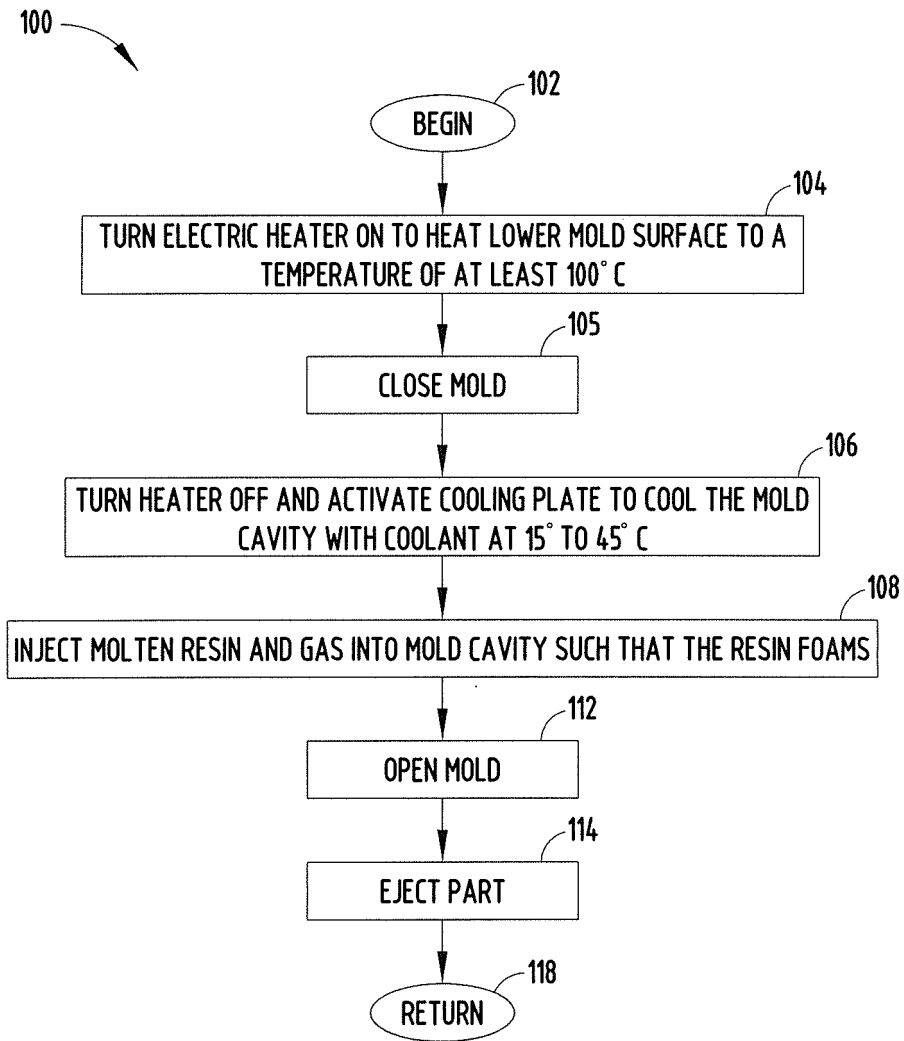 100
102
BEGIN
104
TURN ELECTRIC HEATER ON TO HEAT LOWER MOLD SURFACE TO A
TEMPERATURE OF AT LEAST 100° C
105
CLOSE MOLD
106
TURN HEATER OFF AND ACTIVATE COOLING PLATE TO COOL THE MOLD
CAVITY WITH COOLANT AT 15° TO 45° C
108
INJECT MOLTEN RESIN AND GAS INTO MOLD CAVITY SUCH THAT THE RESIN FOAMS
112
OPEN MOLD
114
EJECT PART
118
RETURN